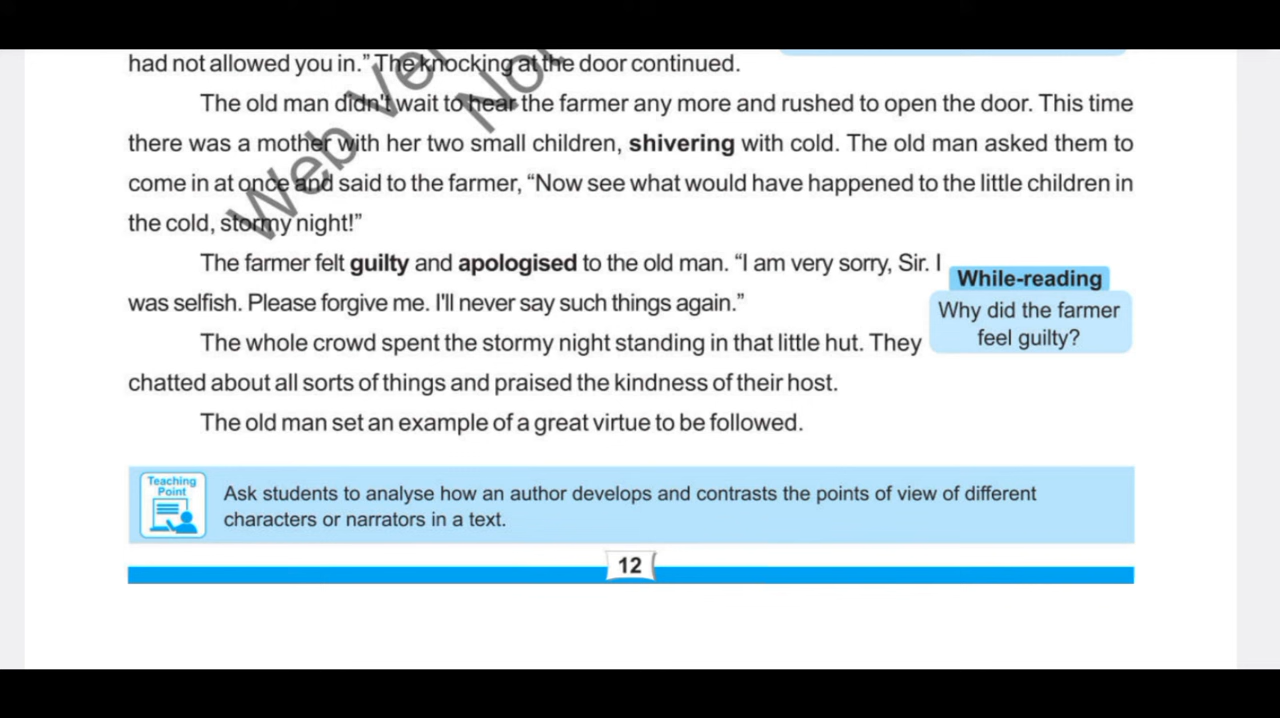 had not allowed you in.” The knocking at the door continued.
The old man didn't wait to hear the farmer any more and rushed to open the door. This time
there was a mother with her two small children, shivering with cold. The old man asked them to
come in at once and said to the farmer, “Now see what would have happened to the little children in
the cold, stormy night!”
The farmer felt guilty and apologised to the old man. “I am very sorry, Sir. I
was selfish. Please forgive me. I'll never say such things again.”
While-reading
Why did the farmer
feel guilty?
The whole crowd spent the stormy night standing in that little hut. They
chatted about all sorts of things and praised the kindness of their host.
The old man set an example of a great virtue to be followed.
Teaching
Point
Ask students to analyse how an author develops and contrasts the points of view of different
characters or narrators in a text.
12
Web Ver
Not